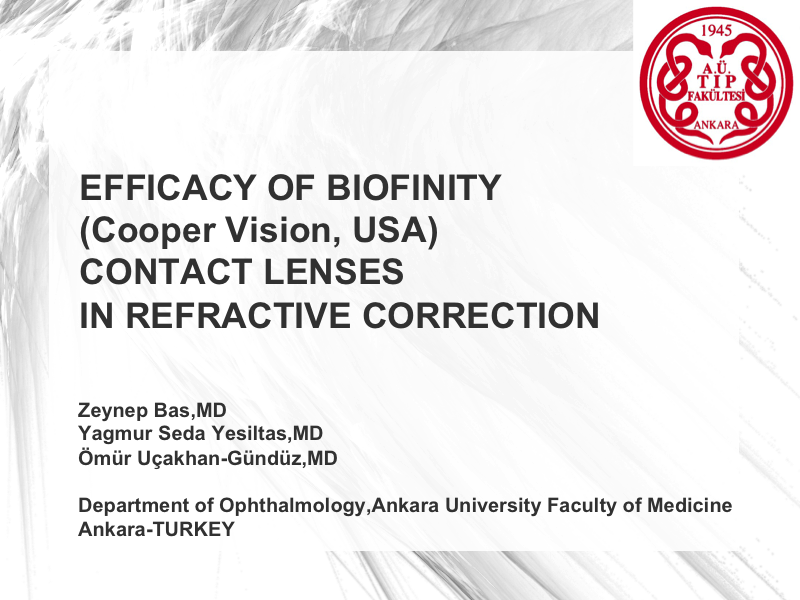 1945
A.Ü.
TIP
FAKÜLTESİ
ANKARA
EFFICACY OF BIOFINITY
(Cooper Vision, USA)
CONTACT LENSES
IN REFRACTIVE CORRECTION
Zeynep Bas,MD
Yagmur Seda Yesiltas,MD
Ömür Uçakhan-Gündüz,MD
Department of Ophthalmology,Ankara University Faculty of Medicine
Ankara-TURKEY